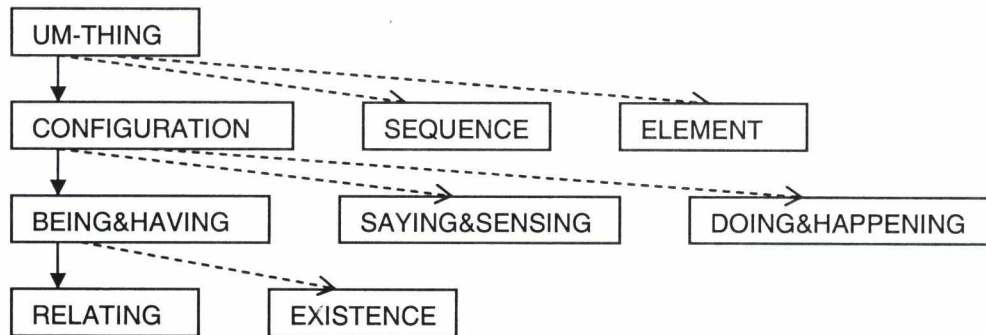 UM-THING
CONFIGURATION SEQUENCE ELEMENT
BEING&HAVING SAYING&SENSING DOING&HAPPENING
RELATING EXISTENCE